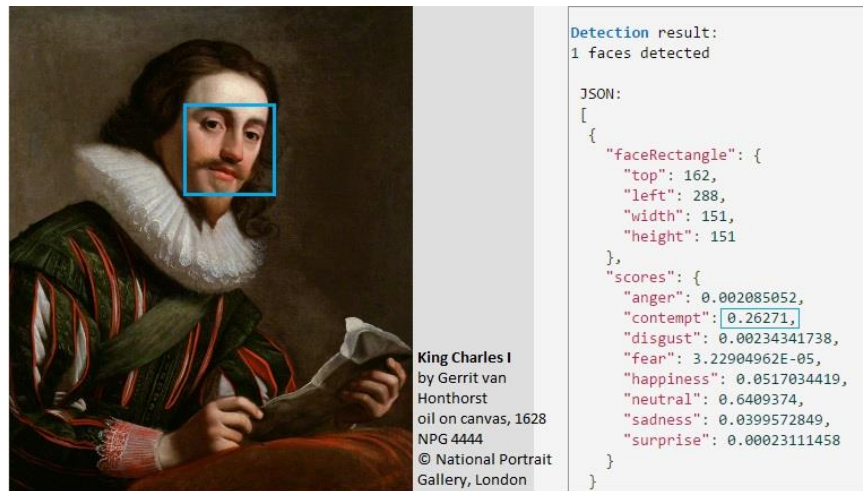 King Charles I
by Gerrit van
Honthorst
oil on canvas, 1628
NPG 4444
© National Portrait
Gallery, London
Detection result:
1 faces detected
JSON:
[
{
"faceRectangle": {
"top": 162,
"left": 288,
"width": 151,
"height": 151
},
"scores": {
"anger": 0.002085052,
"contempt": 0.26271,
"disgust": 0.00234341738,
"fear": 3.22904962E-05,
"happiness": 0.0517034419,
"neutral": 0.6409374,
"sadness": 0.0399572849,
"surprise": 0.00023111458
}
}